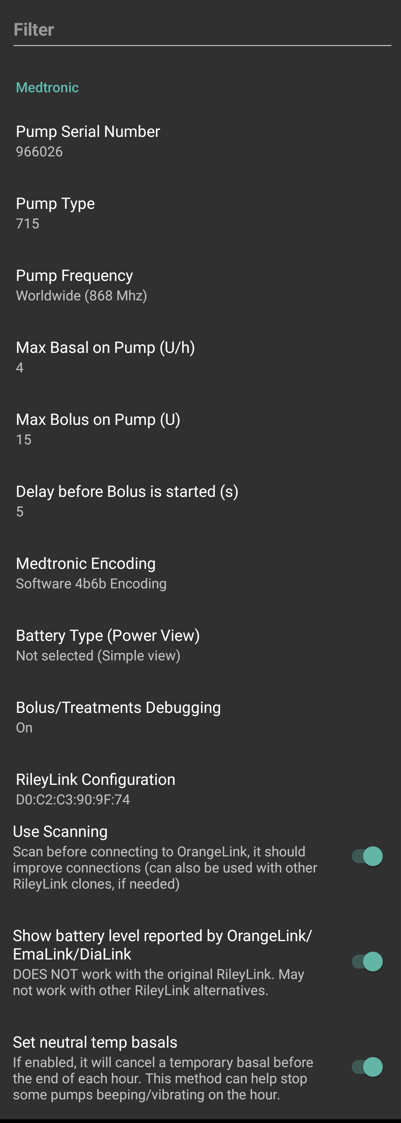 Filter
Medtronic
Pump Serial Number
966026
Pump Type
715
Pump Frequency
Worldwide (868 Mhz)
Max Basal on Pump (U/h)
4
Max Bolus on Pump (U)
15
Delay before Bolus is started (s)
5
Medtronic Encoding
Software 4b6b Encoding
Battery Type (Power View)
Not selected (Simple view)
Bolus/Treatments Debugging
On
RileyLink Configuration
D0:C2:C3:90:9F:74
Use Scanning
Scan before connecting to OrangeLink, it should
improve connections (can also be used with other
RileyLink clones, if needed)
Show battery level reported by OrangeLink/
EmaLink/DiaLink
DOES NOT work with the original RileyLink. May
not work with other RileyLink alternatives.
Set neutral temp basals
If enabled, it will cancel a temporary basal before
the end of each hour. This method can help stop
some pumps beeping/vibrating on the hour.